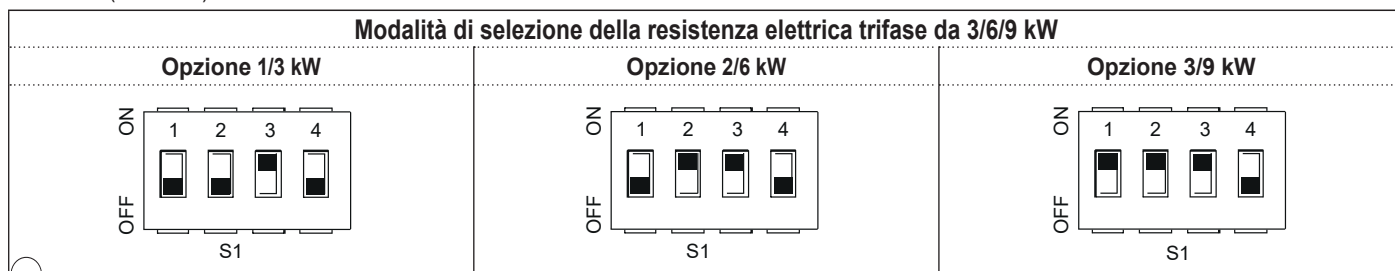 Modalità di selezione della resistenza elettrica trifase da 3/6/9 kW
Opzione 1/3 kW
Opzione 2/6 kW
Opzione 3/9 kW
ON
1 2 3 4
OFF
S1
ON
1 2 3 4
OFF
S1
ON
1 2 3 4
OFF
S1